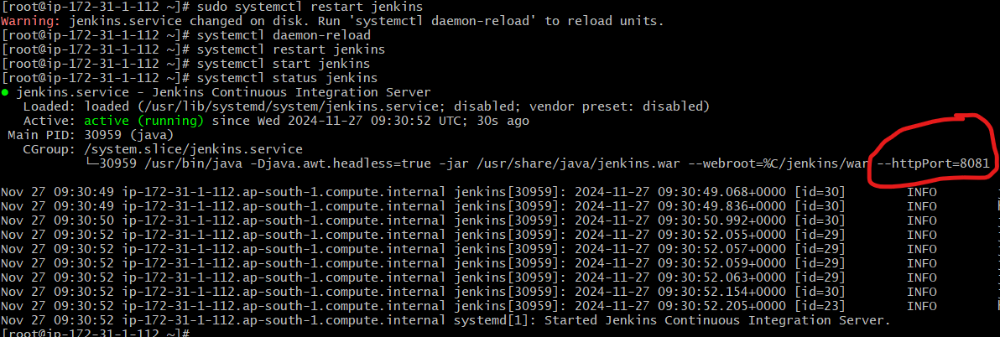 [root@ip-172-31-1-112 ~]# sudo systemctl restart jenkins
Warning: jenkins.service changed on disk. Run 'systemctl daemon-reload' to reload units.
[root@ip-172-31-1-112 ~]# systemctl daemon-reload
[root@ip-172-31-1-112 ~]# systemctl restart jenkins
[root@ip-172-31-1-112 ~]# systemctl start jenkins
[root@ip-172-31-1-112 ~]# systemctl status jenkins
● jenkins.service - Jenkins Continuous Integration Server
   Loaded: loaded (/usr/lib/systemd/system/jenkins.service; disabled; vendor preset: disabled)
   Active: active (running) since Wed 2024-11-27 09:30:52 UTC; 30s ago
 Main PID: 30959 (java)
   CGroup: /system.slice/jenkins.service
           └─30959 /usr/bin/java -Djava.awt.headless=true -jar /usr/share/java/jenkins.war --webroot=%C/jenkins/war --httpPort=8081
Nov 27 09:30:49 ip-172-31-1-112.ap-south-1.compute.internal jenkins[30959]: 2024-11-27 09:30:49.068+0000 [id=30]        INFO
Nov 27 09:30:49 ip-172-31-1-112.ap-south-1.compute.internal jenkins[30959]: 2024-11-27 09:30:49.836+0000 [id=30]        INFO
Nov 27 09:30:50 ip-172-31-1-112.ap-south-1.compute.internal jenkins[30959]: 2024-11-27 09:30:50.992+0000 [id=30]        INFO
Nov 27 09:30:52 ip-172-31-1-112.ap-south-1.compute.internal jenkins[30959]: 2024-11-27 09:30:52.055+0000 [id=29]        INFO
Nov 27 09:30:52 ip-172-31-1-112.ap-south-1.compute.internal jenkins[30959]: 2024-11-27 09:30:52.057+0000 [id=29]        INFO
Nov 27 09:30:52 ip-172-31-1-112.ap-south-1.compute.internal jenkins[30959]: 2024-11-27 09:30:52.059+0000 [id=29]        INFO
Nov 27 09:30:52 ip-172-31-1-112.ap-south-1.compute.internal jenkins[30959]: 2024-11-27 09:30:52.063+0000 [id=29]        INFO
Nov 27 09:30:52 ip-172-31-1-112.ap-south-1.compute.internal jenkins[30959]: 2024-11-27 09:30:52.154+0000 [id=30]        INFO
Nov 27 09:30:52 ip-172-31-1-112.ap-south-1.compute.internal jenkins[30959]: 2024-11-27 09:30:52.205+0000 [id=23]        INFO
Nov 27 09:30:52 ip-172-31-1-112.ap-south-1.compute.internal systemd[1]: Started Jenkins Continuous Integration Server.
[root@ip-172-31-1-112 ~]#